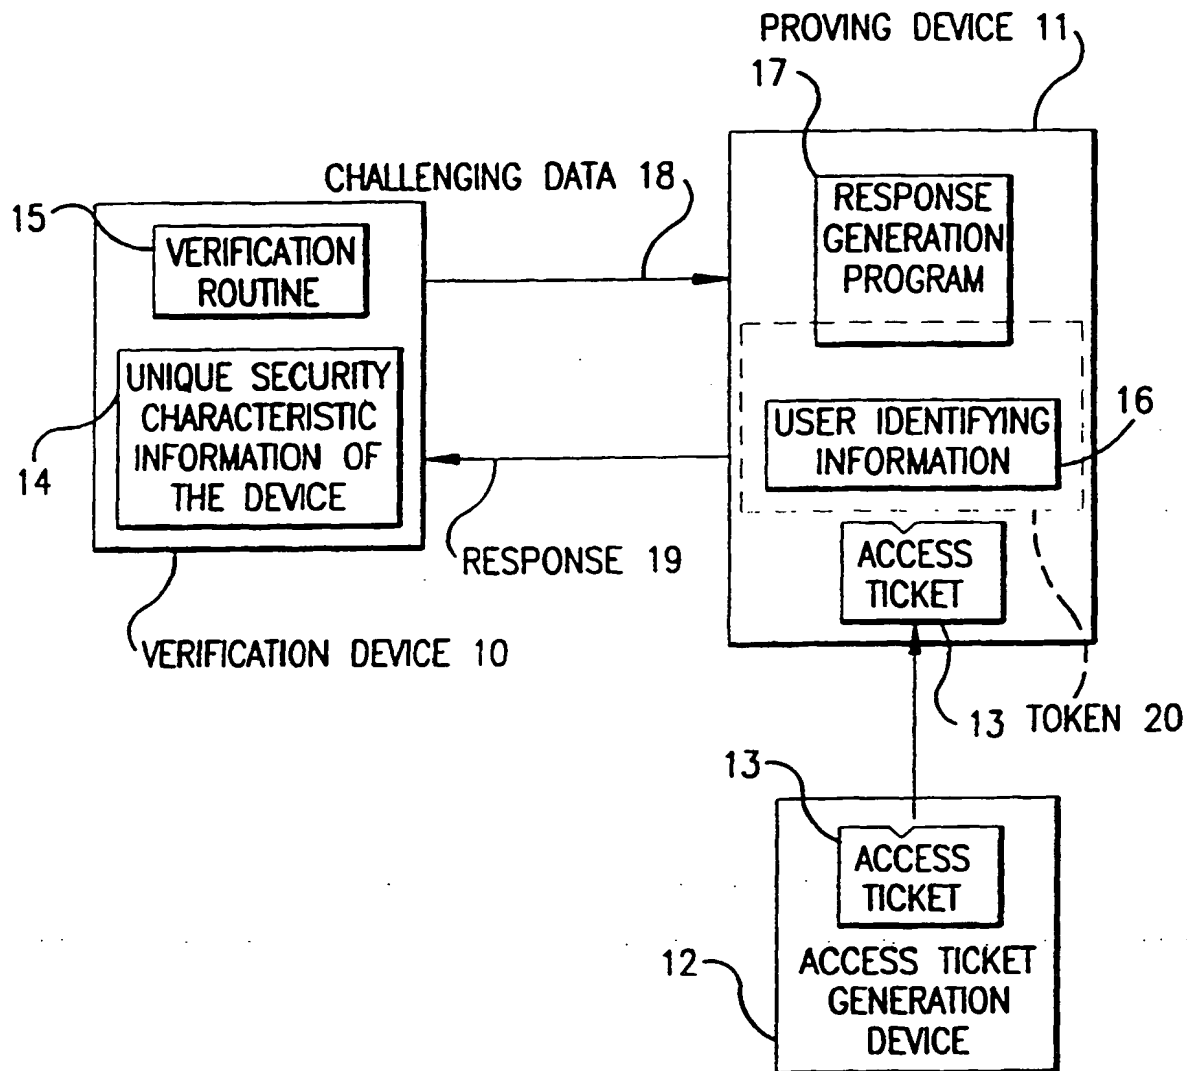 PROVING DEVICE 11
17
CHALLENGING DATA 18
RESPONSE
GENERATION
PROGRAM
15
VERIFICATION
ROUTINE
UNIQUE SECURITY
CHARACTERISTIC
INFORMATION OF
THE DEVICE
14
USER IDENTIFYING
INFORMATION
16
RESPONSE 19
ACCESS
TICKET
VERIFICATION DEVICE 10
13
TOKEN 20
13
ACCESS
TICKET
12
ACCESS TICKET
GENERATION
DEVICE